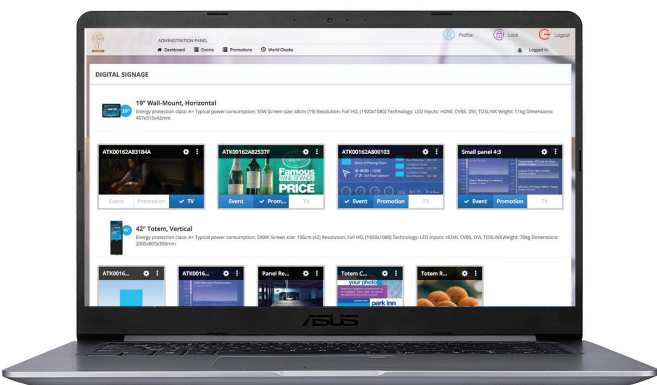 Profile
Lock
Logout
ADMINISTRATION PANEL
Dashboard
Events
Promotions
World Clocks
Logged in:
DIGITAL SIGNAGE
19"
19" Wall-Mount, Horizontal
Energy protection class: A+ Typical power consumption: 35W Screen size: 48cm (19) Resolution: Full HD, (1920x1080) Technology: LED Inputs: HDMI, CVBS, DVI, TOSLINK Weight: 11kg Dimensions:
467x315x42mm
ATK00162A83184A
ATK00162A82537F
ATK00162A800103
Small panel 4:3
Famous
PRICE
Event
Promotion
TV
Event
Prom...
TV
Event
Promotion
TV
Event
Promotion
TV
42" Totem, Vertical
Energy protection class: A+ Typical power consumption: 240W Screen size: 106cm (42) Resolution: Full HD, (1920x1080) Technology: LED Inputs: HDMI, CVBS, DVI, TOSLINK Weight: 70kg Dimensions:
ATK0016...
ATK0016...
Panel Re...
Totem C...
Totem R...
your photo
park inn
ASUS